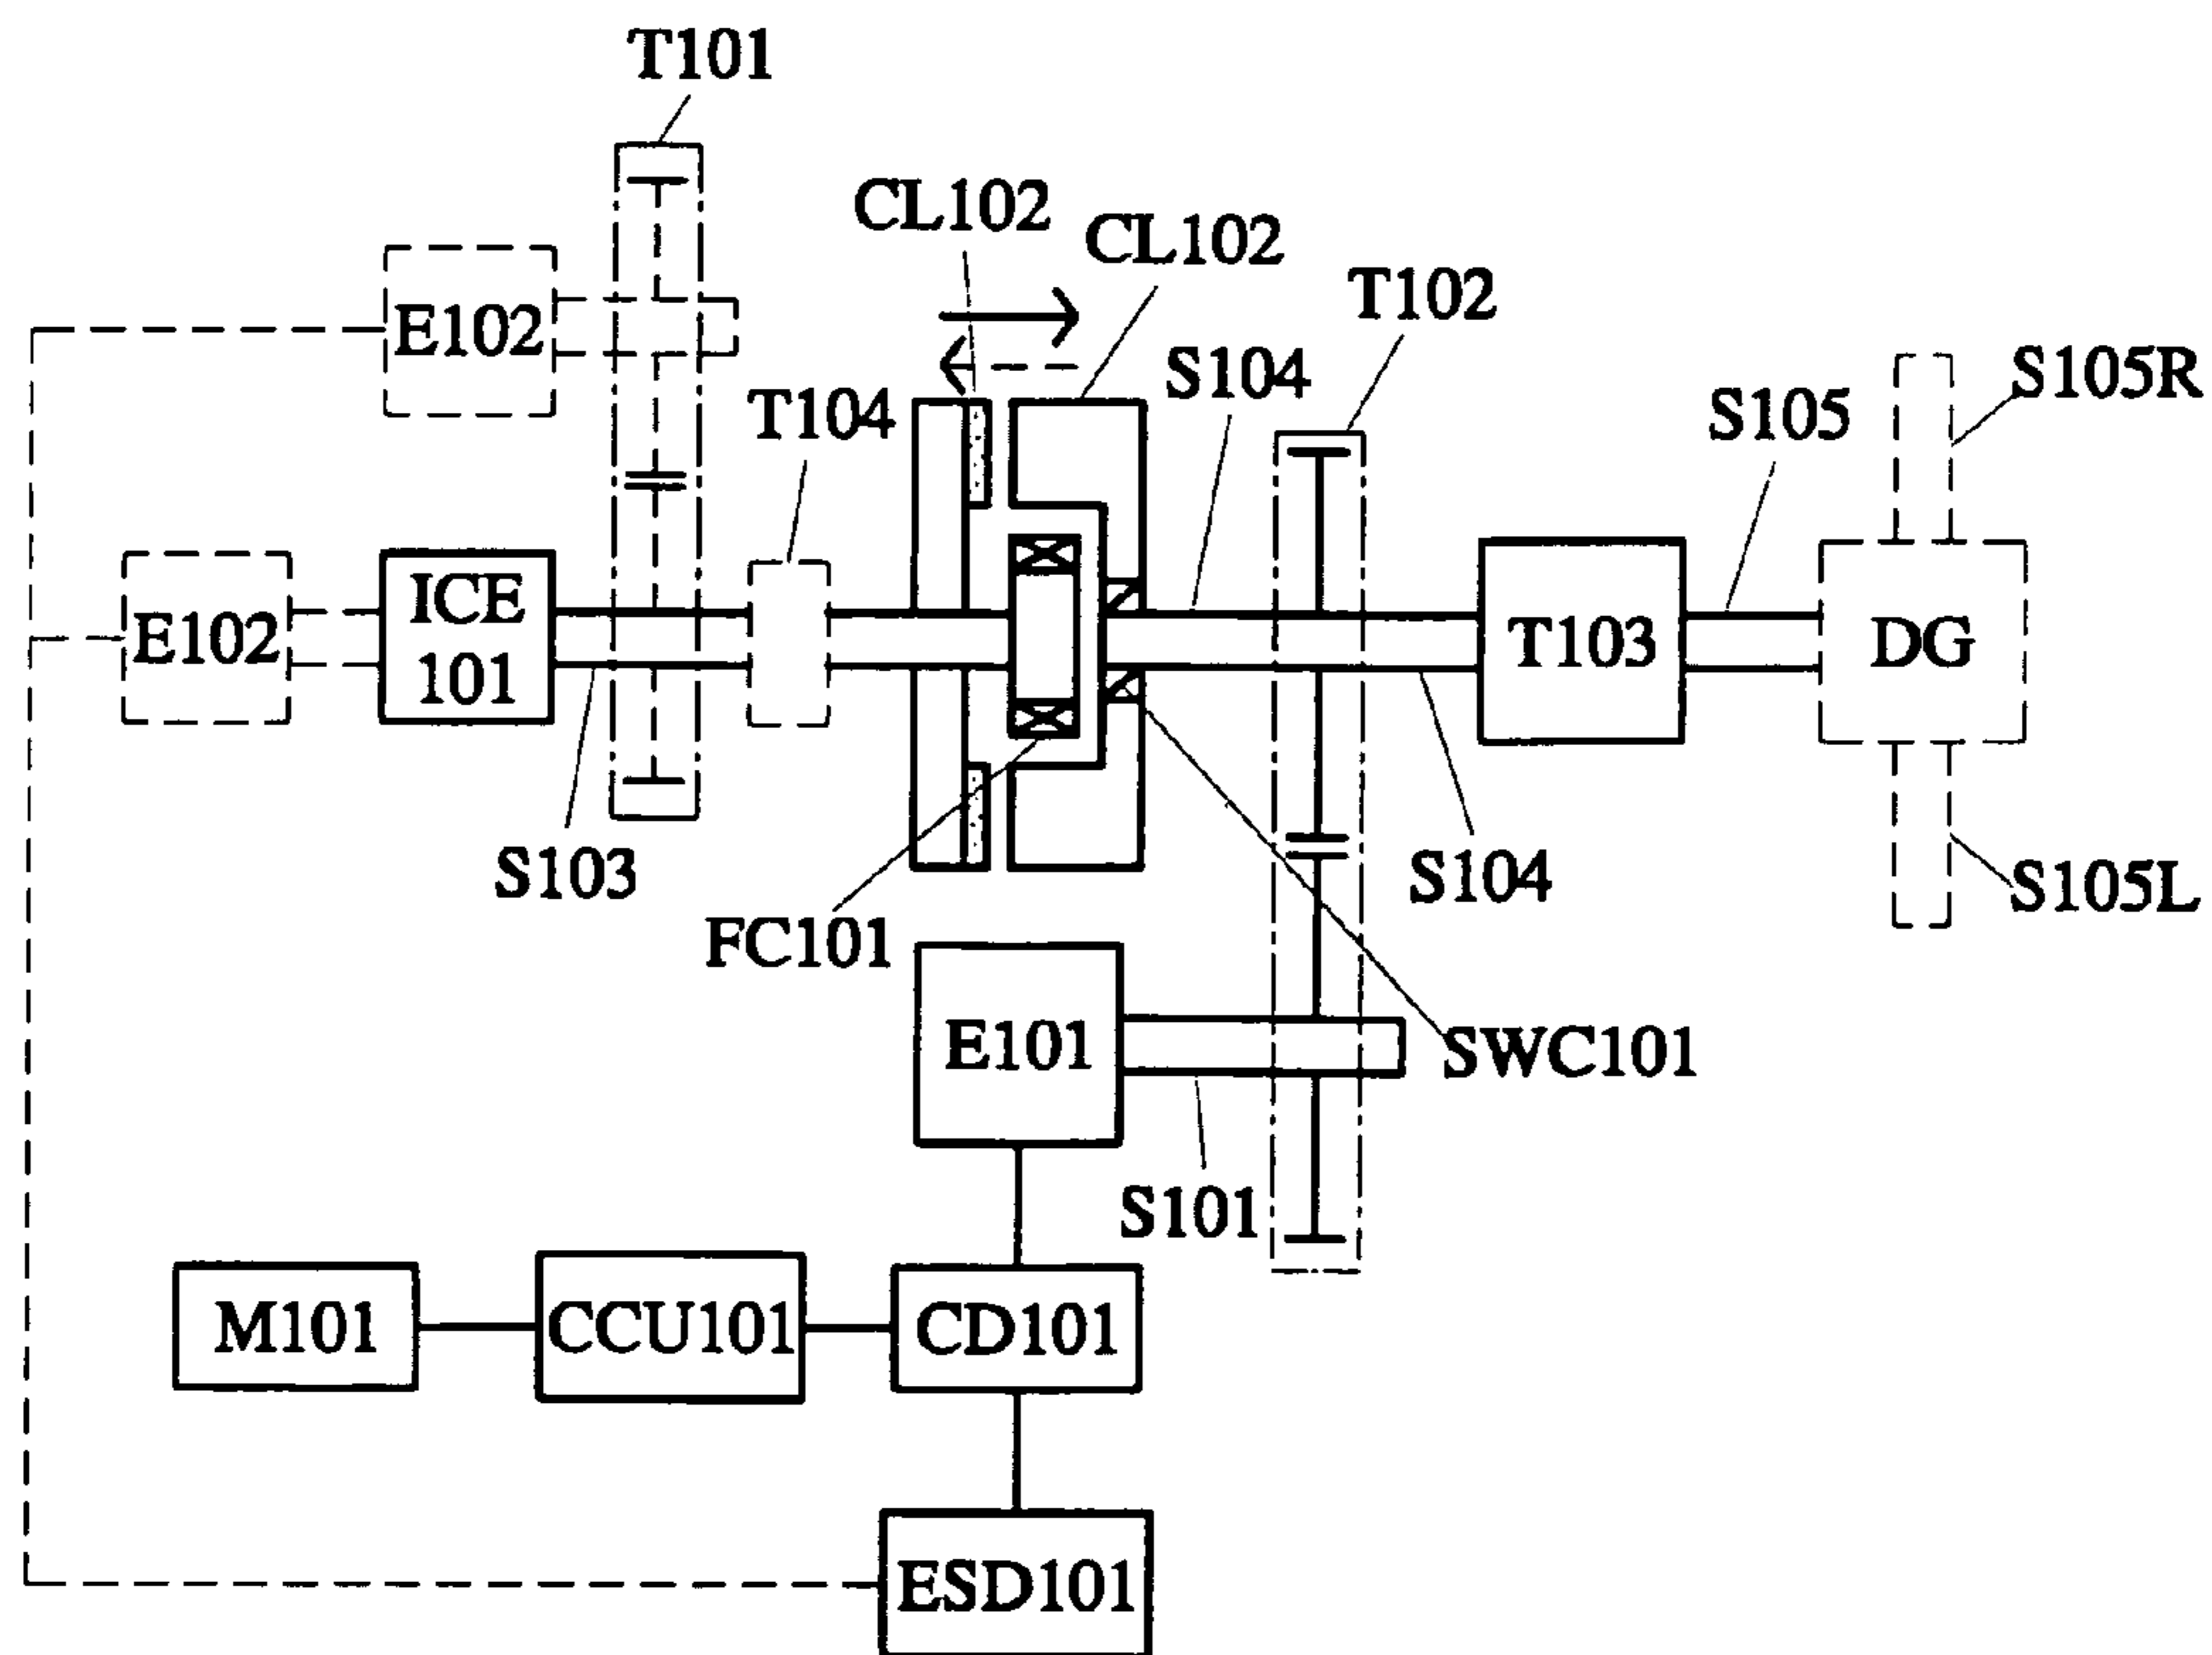 T101
CL102
CL102
T102
E102
S104
S105R
T104
S105
ICE
101
E102
T103
DG
S103
S104
S105L
FC101
E101
SWC101
S101
M101
CCU101
CD101
ESD101